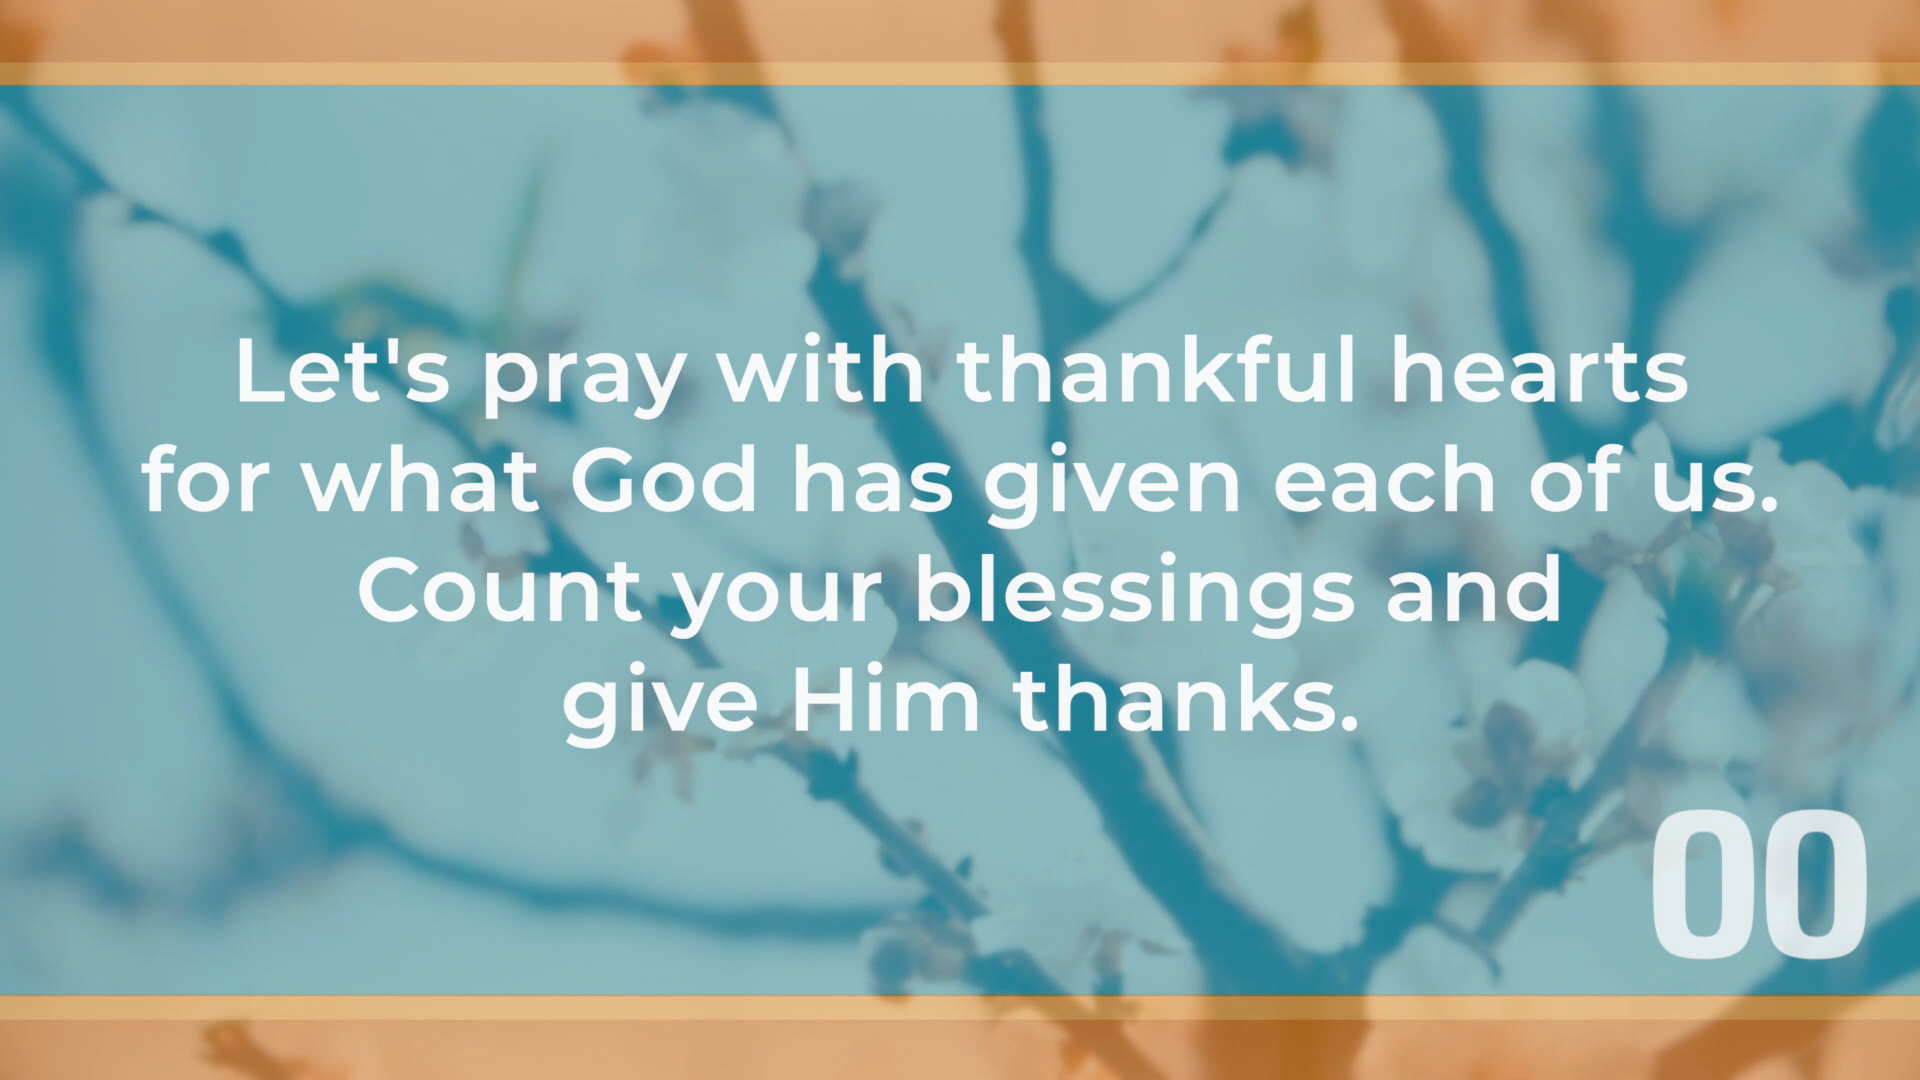 Let's pray with thankful hearts
for what God has given each of us.
Count your blessings and
give Him thanks.
00